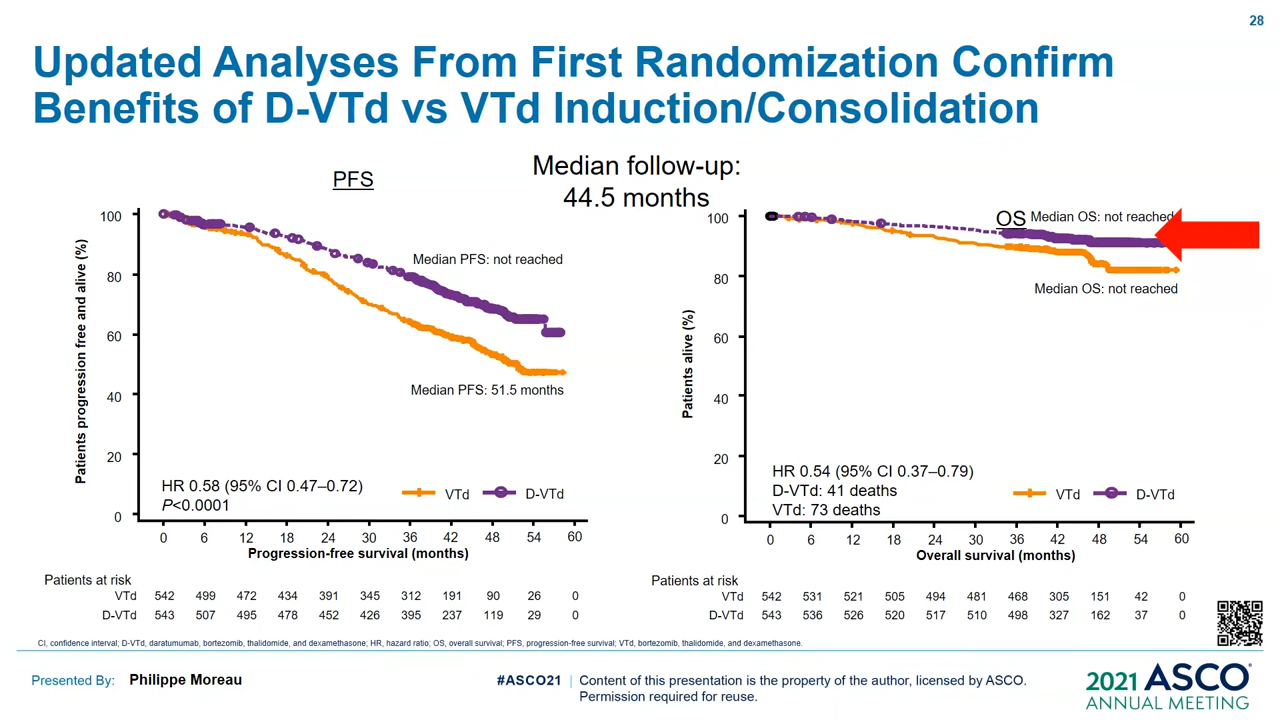 28
Updated Analyses From First Randomization Confirm
Benefits of D-VTd vs VTd Induction/Consolidation
Median follow-up:
44.5 months
PFS
100
80
60
40
20
0
Patients progression free and alive (%)
Median PFS: not reached
Median PFS: 51.5 months
HR 0.58 (95% CI 0.47–0.72)
P<0.0001
VTd D-VTd
0 6 12 18 24 30 36 42 48 54 60
Progression-free survival (months)
Patients at risk
VTd 542 499 472 434 391 345 312 191 90 26 0
D-VTd 543 507 495 478 452 426 395 237 119 29 0
OS
Median OS: not reached
100
80
60
40
20
0
Patients alive (%)
Median OS: not reached
HR 0.54 (95% CI 0.37–0.79)
D-VTd: 41 deaths
VTd: 73 deaths
VTd D-VTd
0 6 12 18 24 30 36 42 48 54 60
Overall survival (months)
Patients at risk
VTd 542 531 521 505 494 481 468 305 151 42 0
D-VTd 543 536 526 520 517 510 498 327 162 37 0
CI, confidence interval; D-VTd, daratumumab, bortezomib, thalidomide, and dexamethasone; HR, hazard ratio; OS, overall survival; PFS, progression-free survival; VTd, bortezomib, thalidomide, and dexamethasone.
Presented By: Philippe Moreau
#ASCO21 | Content of this presentation is the property of the author, licensed by ASCO.
Permission required for reuse.
2021 ASCO®
ANNUAL MEETING